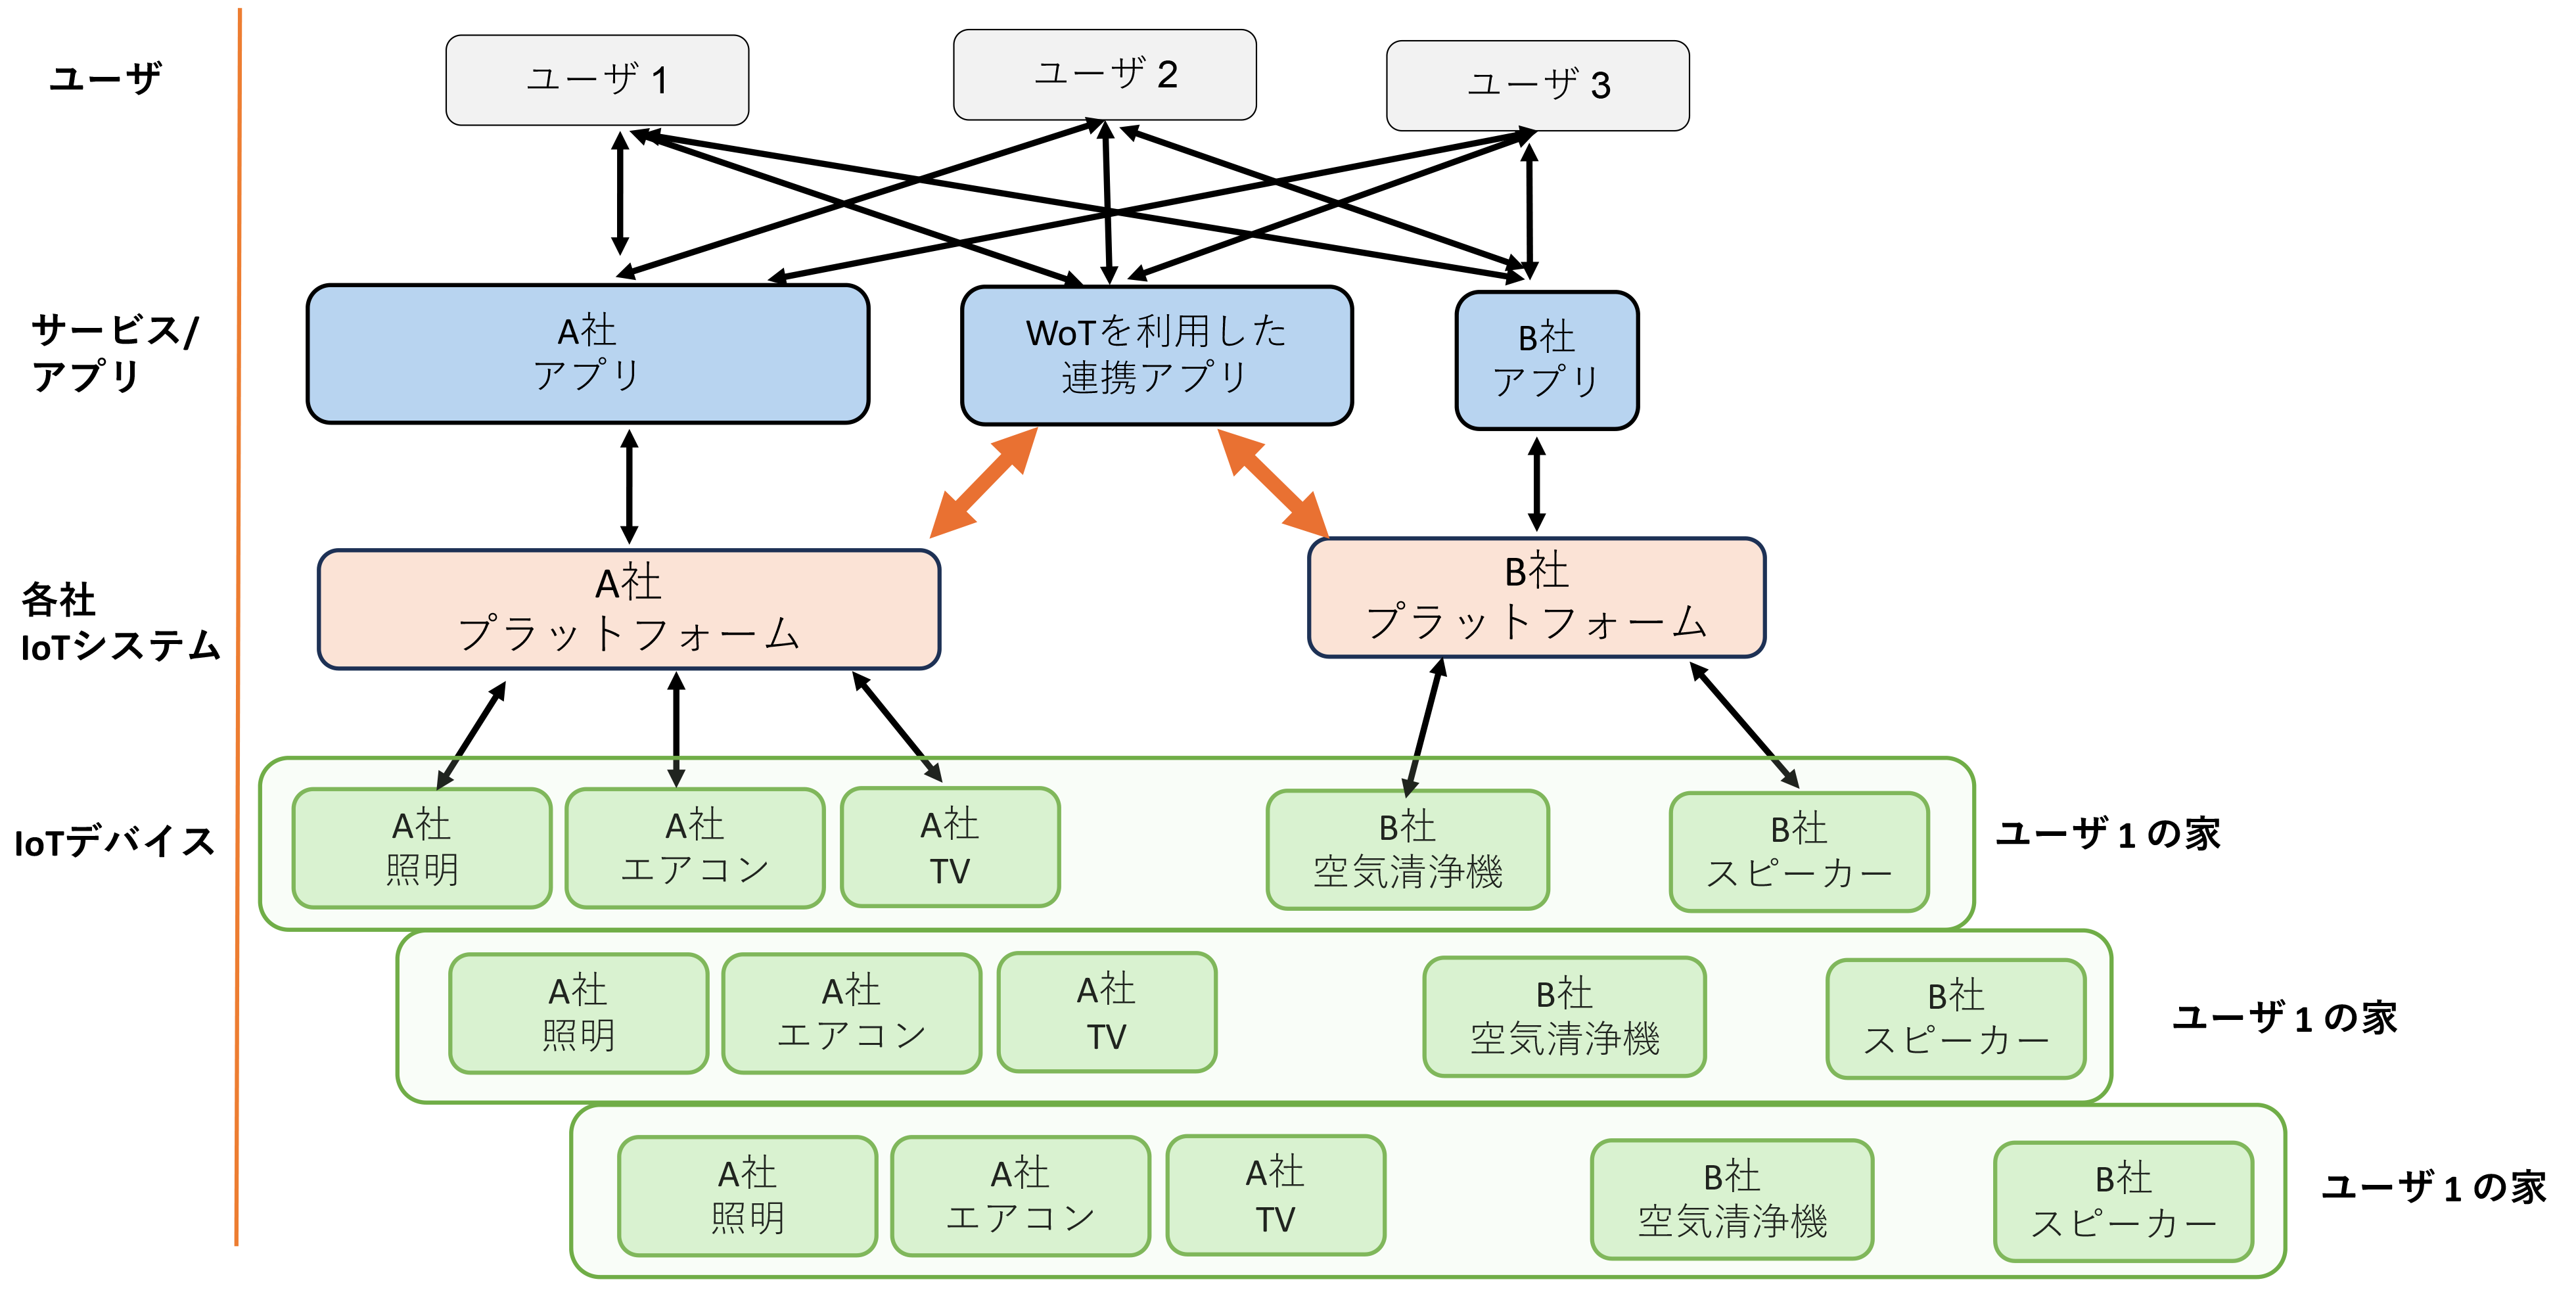 ユーザ
ユーザ 1
ユーザ 2
ユーザ 3
サービス/
アプリ
A社
アプリ
WoTを利用した
連携アプリ
B社
アプリ
各社
IoTシステム
A社
プラットフォーム
B社
プラットフォーム
IoTデバイス
A社
照明
A社
エアコン
A社
TV
B社
空気清浄機
B社
スピーカー
ユーザ 1 の家
A社
照明
A社
エアコン
A社
TV
B社
空気清浄機
B社
スピーカー
ユーザ 1 の家
A社
照明
A社
エアコン
A社
TV
B社
空気清浄機
B社
スピーカー
ユーザ 1 の家